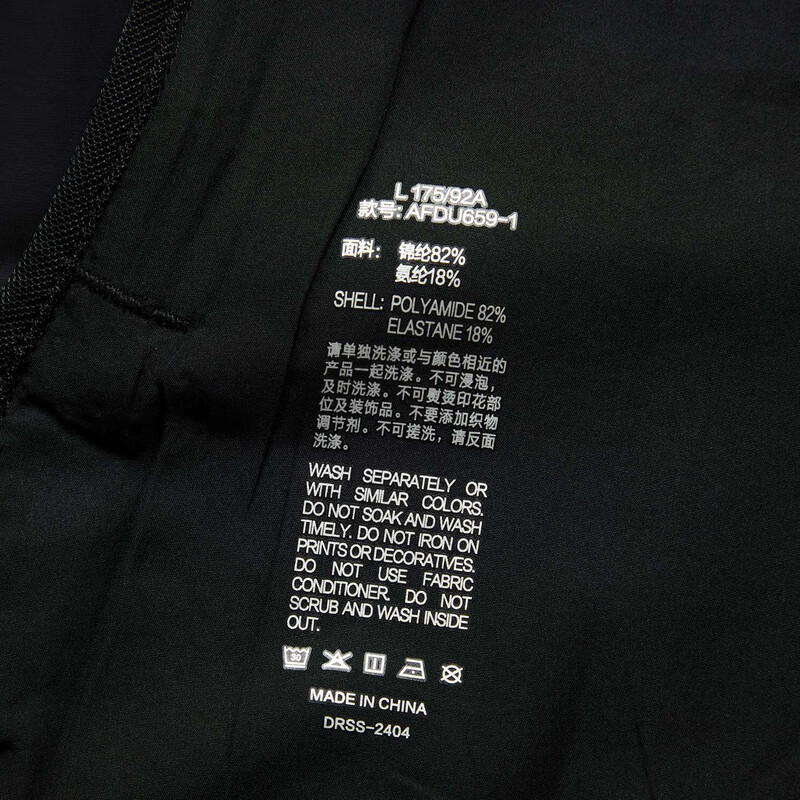 L 175/92A
款号: AFDU659-1
面料: 锦纶82%
氨纶18%
SHELL: POLYAMIDE 82%
ELASTANE 18%
请单独洗涤或与颜色相近的
产品一起洗涤。不可浸泡,
及时洗涤。不可熨烫印花部
位及装饰品。不要添加织物
调节剂。不可搓洗,请反面
洗涤。
WASH SEPARATELY OR
WITH SIMILAR COLORS.
DO NOT SOAK AND WASH
TIMELY. DO NOT IRON ON
PRINTS OR DECORATIVES.
DO NOT USE FABRIC
CONDITIONER. DO NOT
SCRUB AND WASH INSIDE
OUT.
30
MADE IN CHINA
DRSS-2404